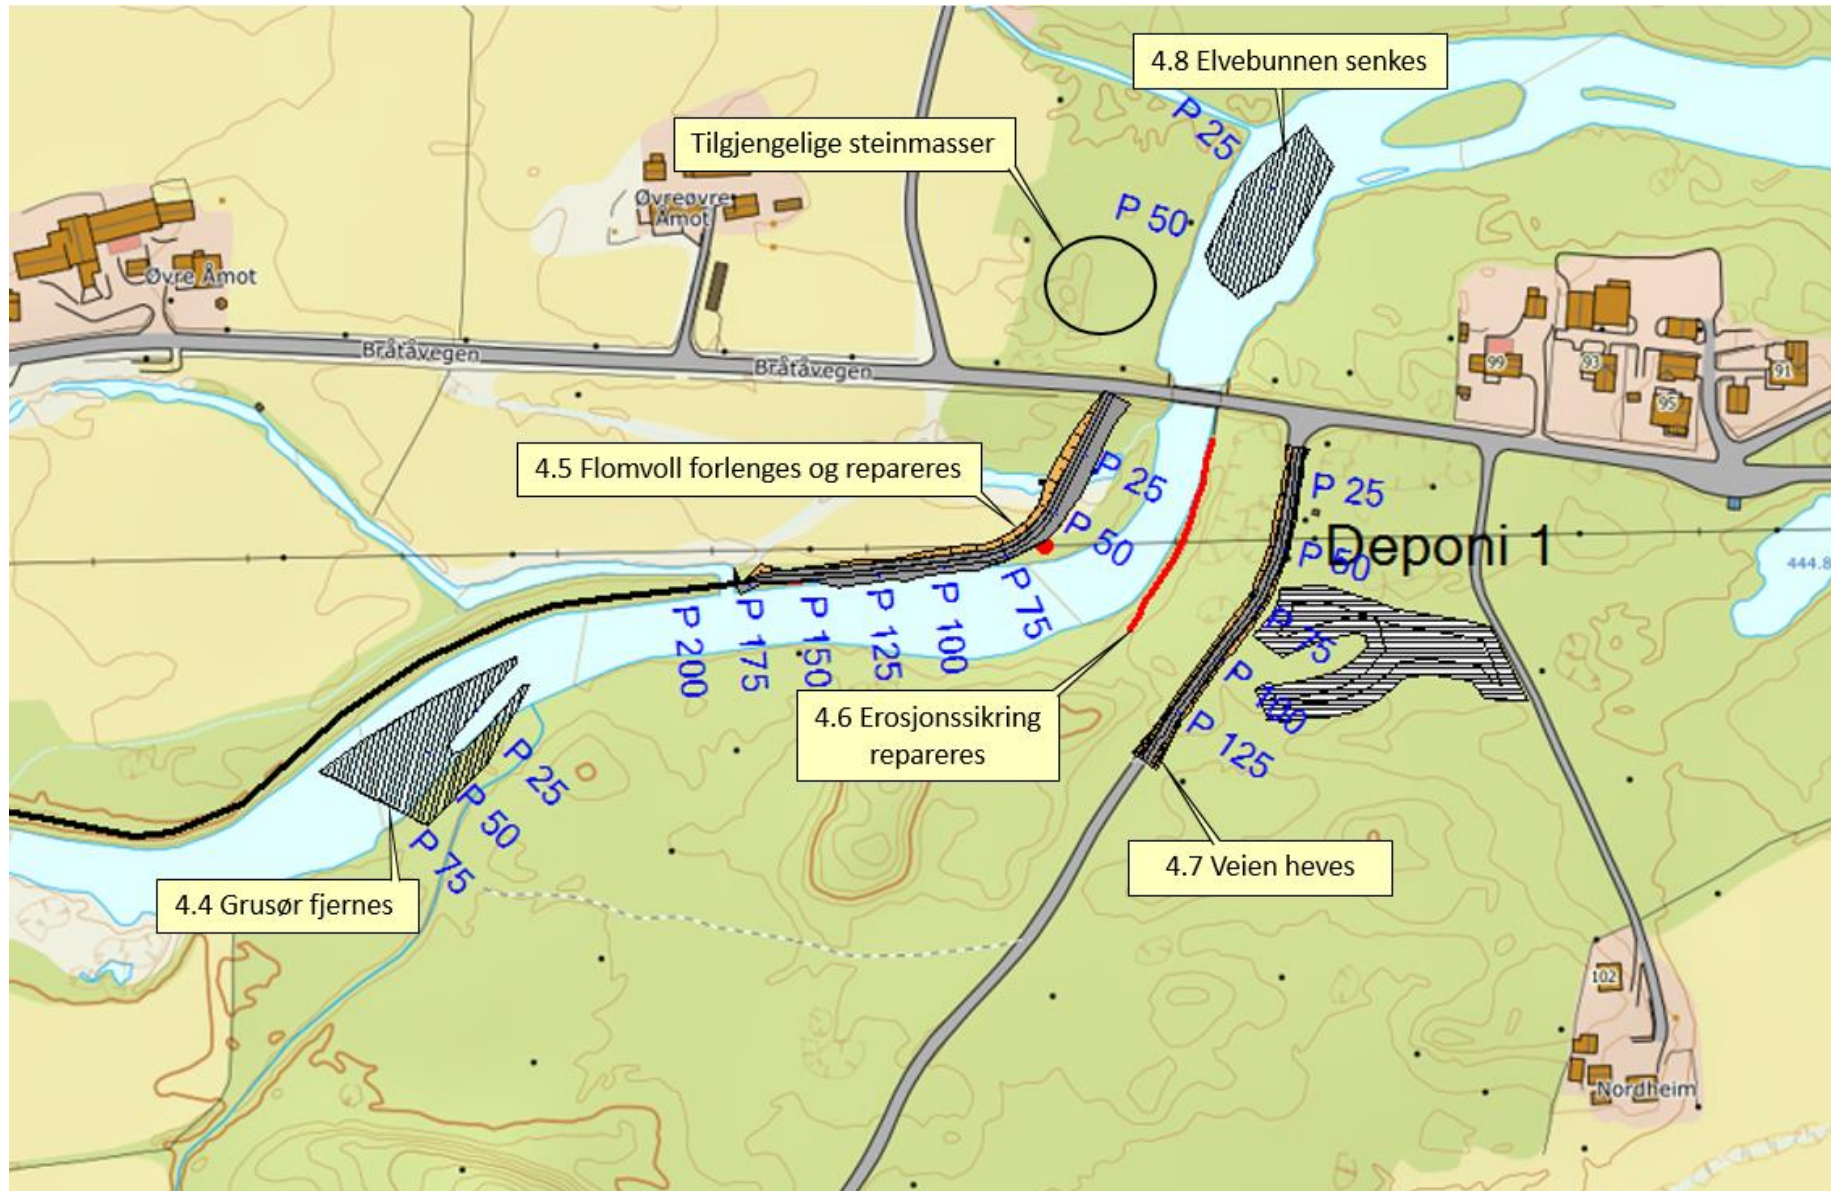 4.8 Elvebunnen senkes
P 25
Tilgjengelige steinmasser
P 50
Øvreøvre
Åmot
Øvre Åmot
Bråtåvegen
Bråtåvegen
99
93
91
95
4.5 Flomvoll forlenges og repareres
P 25
P 50
P 75
P 100
P 125
P 150
P 175
P 200
P 25
P 50
Deponi 1
P 75
P 100
P 125
444.8
4.6 Erosjonssikring
repareres
P 25
P 50
P 75
4.7 Veien heves
4.4 Grusør fjernes
102
Nordheim